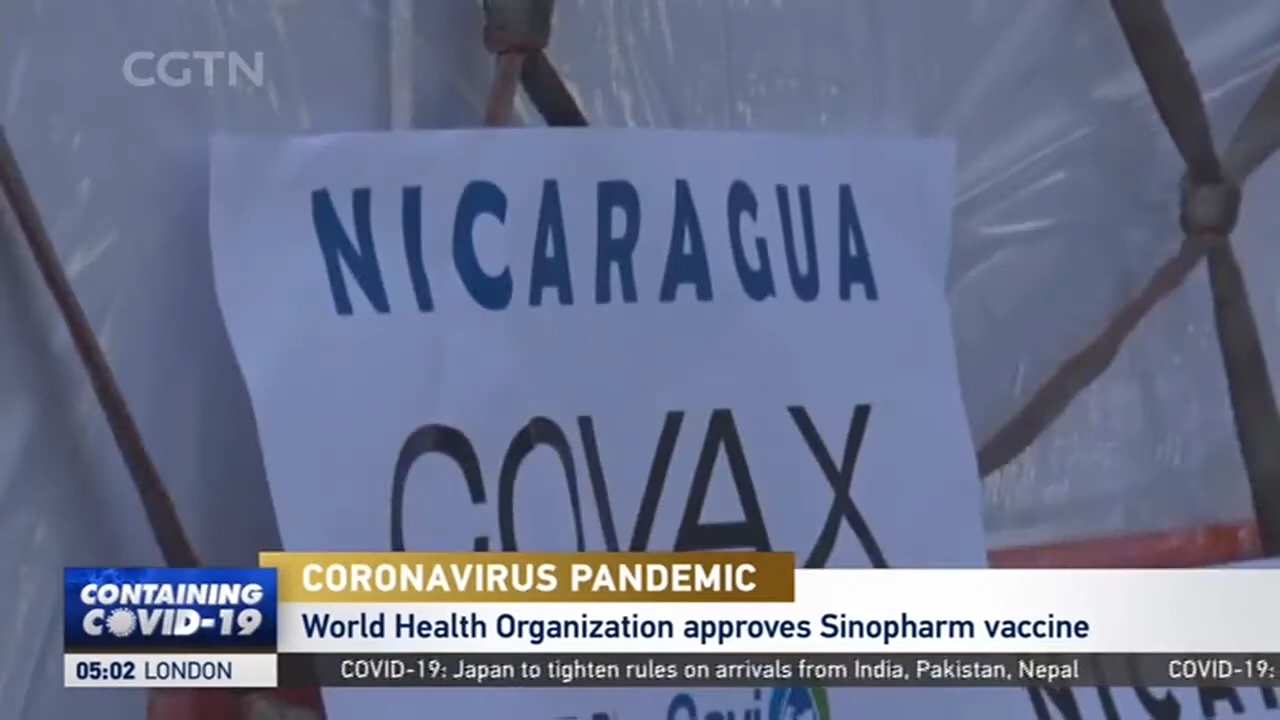 CGTN
NICARAGUA
COVAX
CORONAVIRUS PANDEMIC
CONTAINING
COVID-19
World Health Organization approves Sinopharm vaccine
05:02 LONDON
COVID-19: Japan to tighten rules on arrivals from India, Pakistan, Nepal
COVID-19:
Gavi